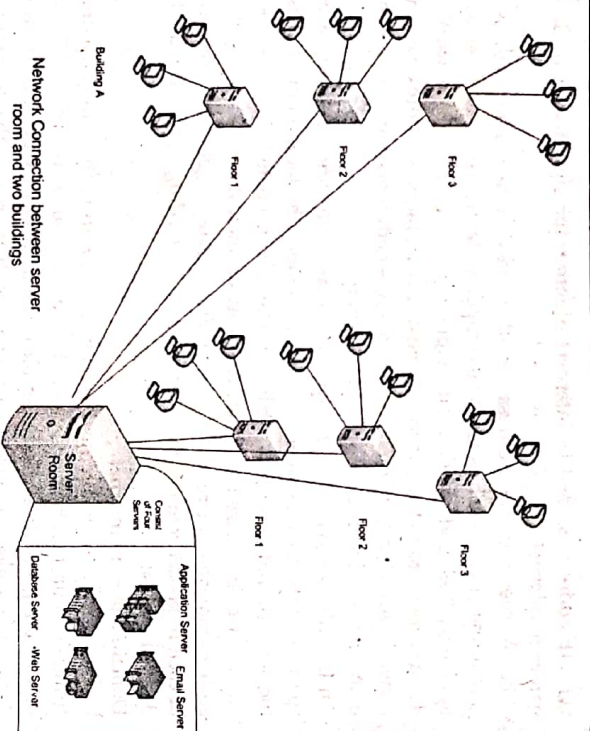 Floor 3
Floor 2
Floor 1
Building A
Floor 3
Floor 2
Floor 1
Server
Room
Consist
of Four
Servers
Application Server
Email Server
Database Server
Web Server
Network Connection between server
room and two buildings